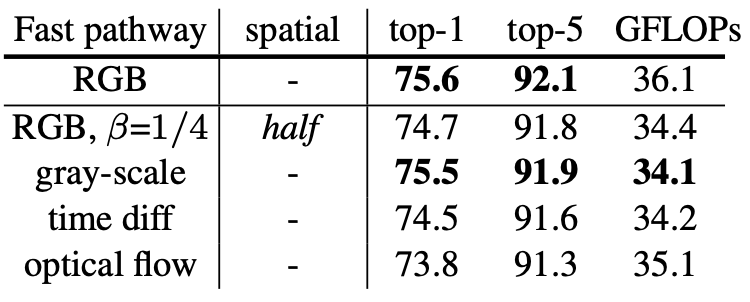 Fast pathway spatial top-1 top-5 GFLOPs
RGB - 75.6 92.1 36.1
RGB, β=1/4 half 74.7 91.8 34.4
gray-scale - 75.5 91.9 34.1
time diff - 74.5 91.6 34.2
optical flow - 73.8 91.3 35.1